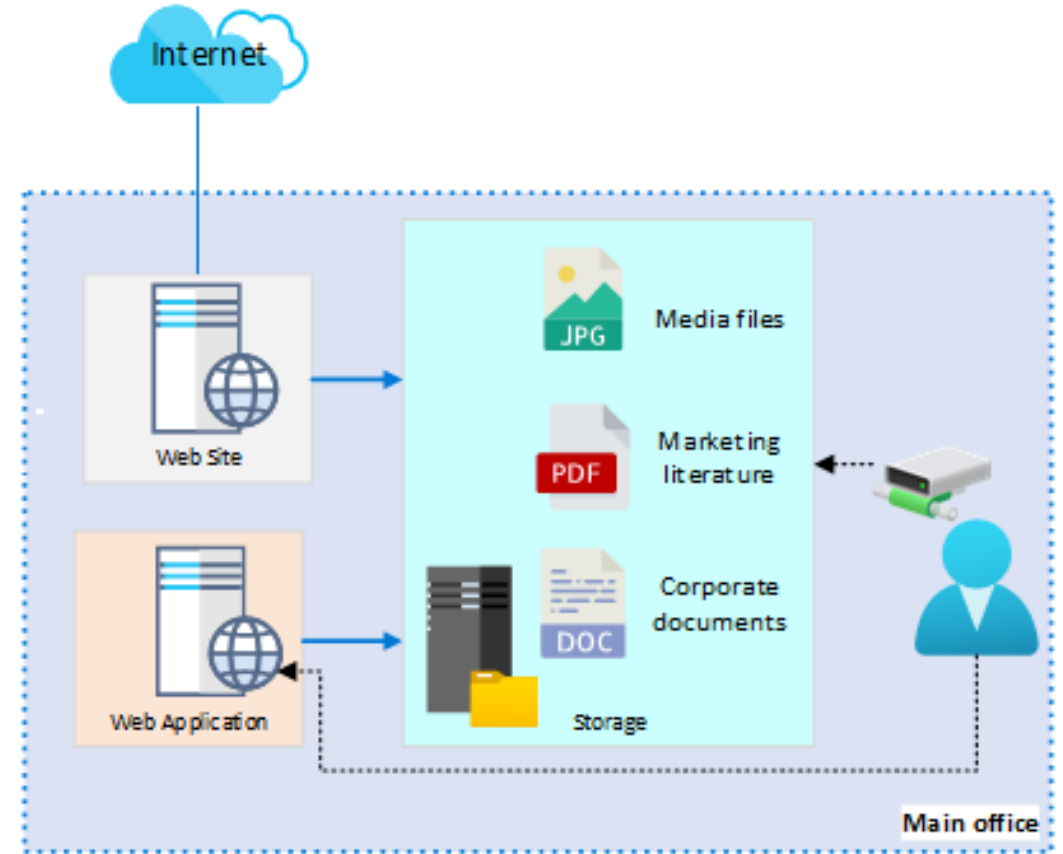 Internet
JPG
Media files
Web Site
PDF
Marketing
literature
DOC
Corporate
documents
Web Application
Storage
Main office